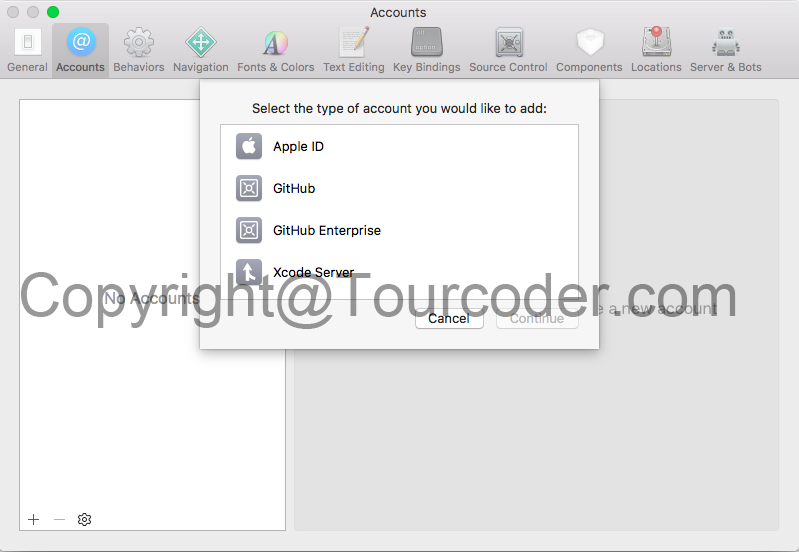 Accounts
General Accounts Behaviors Navigation Fonts & Colors Text Editing Key Bindings Source Control Components Locations Server & Bots
Select the type of account you would like to add:
Apple ID
GitHub
GitHub Enterprise
Xcode Server
No Accounts
a new account
Copyright@Tourcoder.com
Cancel Continue